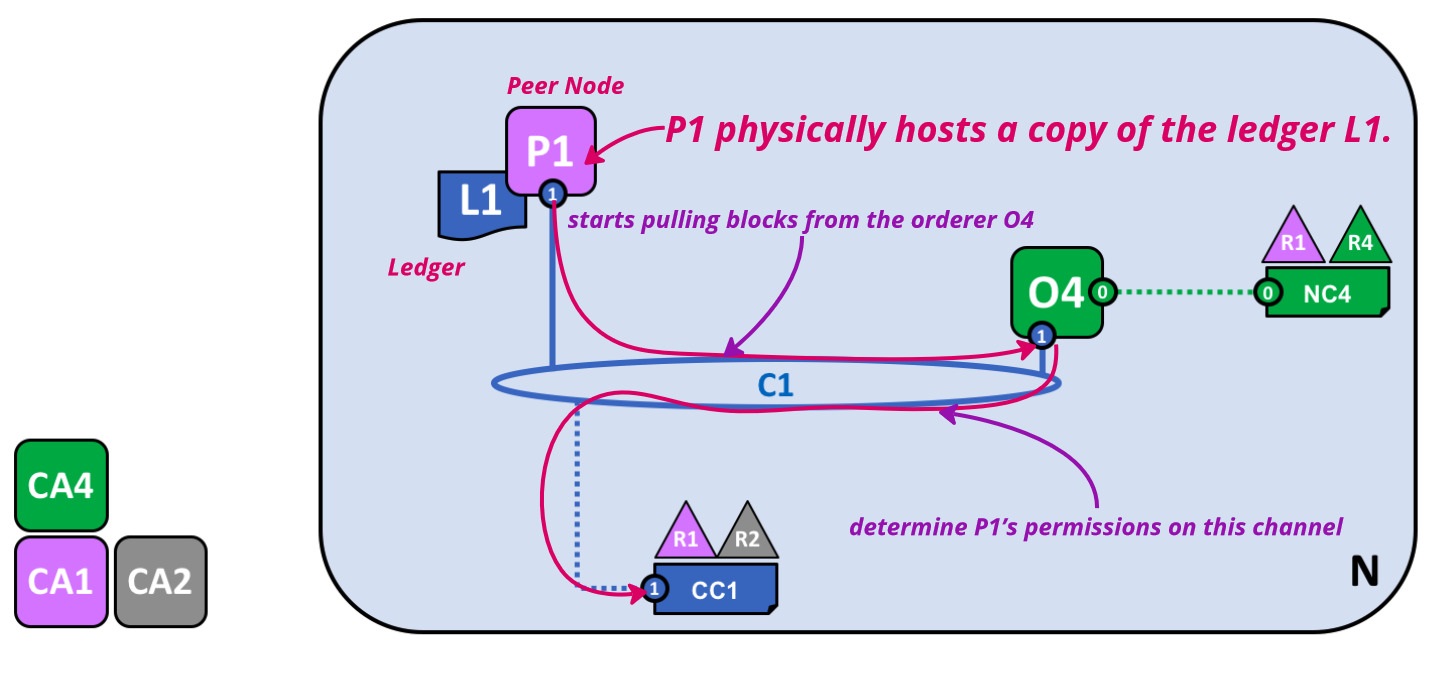 Peer Node
P1 physically hosts a copy of the ledger L1.
P1
L1
1
starts pulling blocks from the orderer O4
Ledger
R1 R4
O4 0 0 NC4
1
C1
CA4
CA1 CA2
R1 R2
1 CC1
determine P1’s permissions on this channel
N